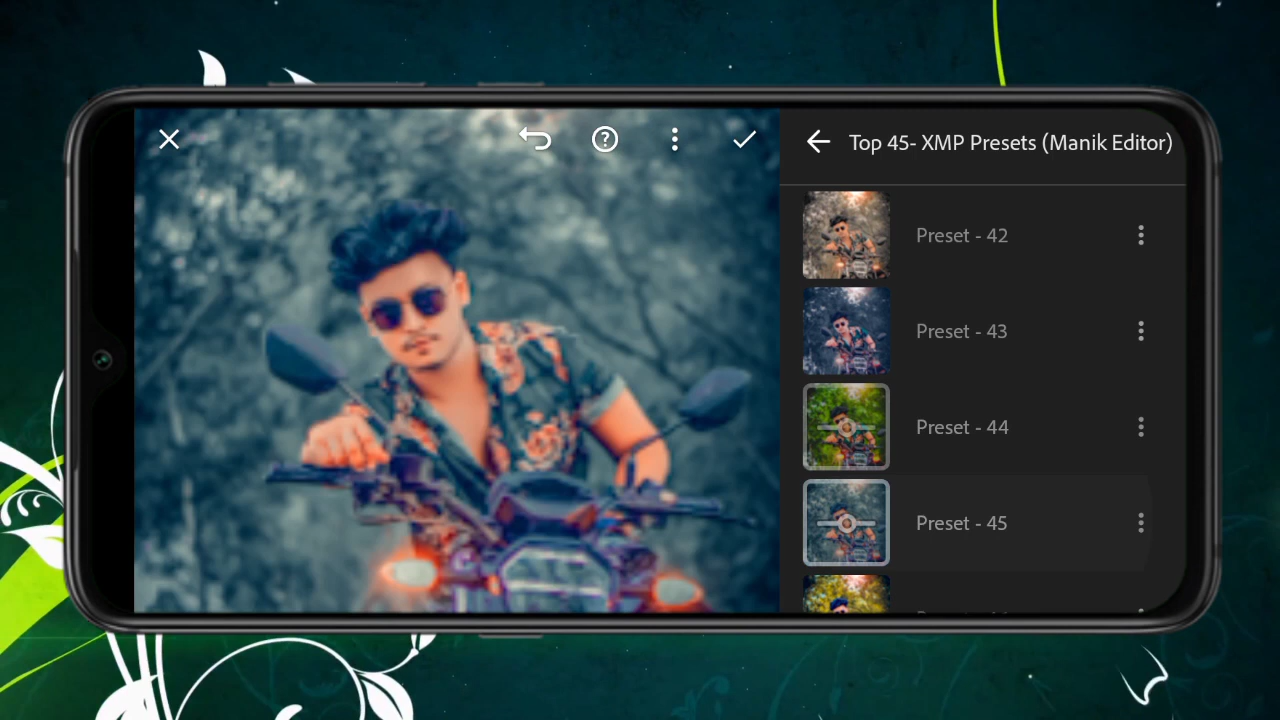 Top 45- XMP Presets (Manik Editor)
Preset - 42
Preset - 43
Preset - 44
Preset - 45